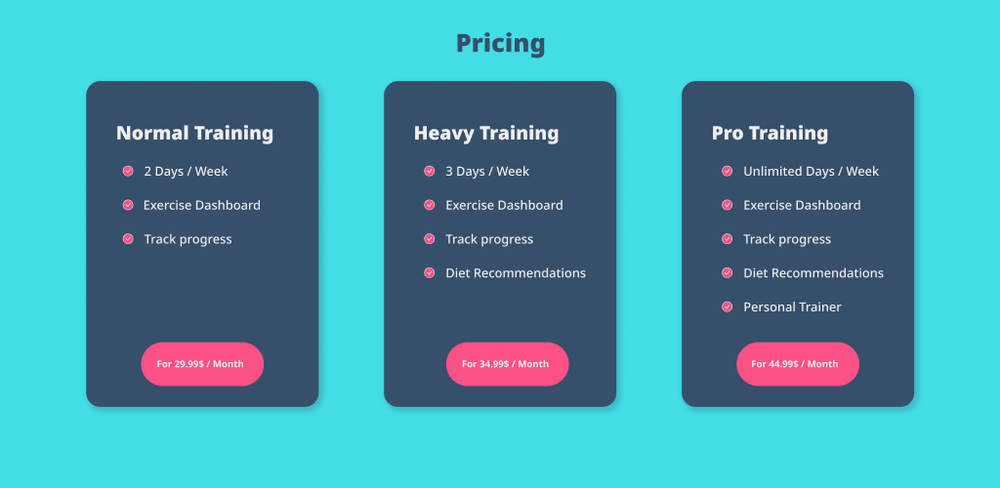 Pricing
Normal Training
2 Days / Week
Exercise Dashboard
Track progress
For 29.99$ / Month
Heavy Training
3 Days / Week
Exercise Dashboard
Track progress
Diet Recommendations
For 34.99$ / Month
Pro Training
Unlimited Days / Week
Exercise Dashboard
Track progress
Diet Recommendations
Personal Trainer
For 44.99$ / Month